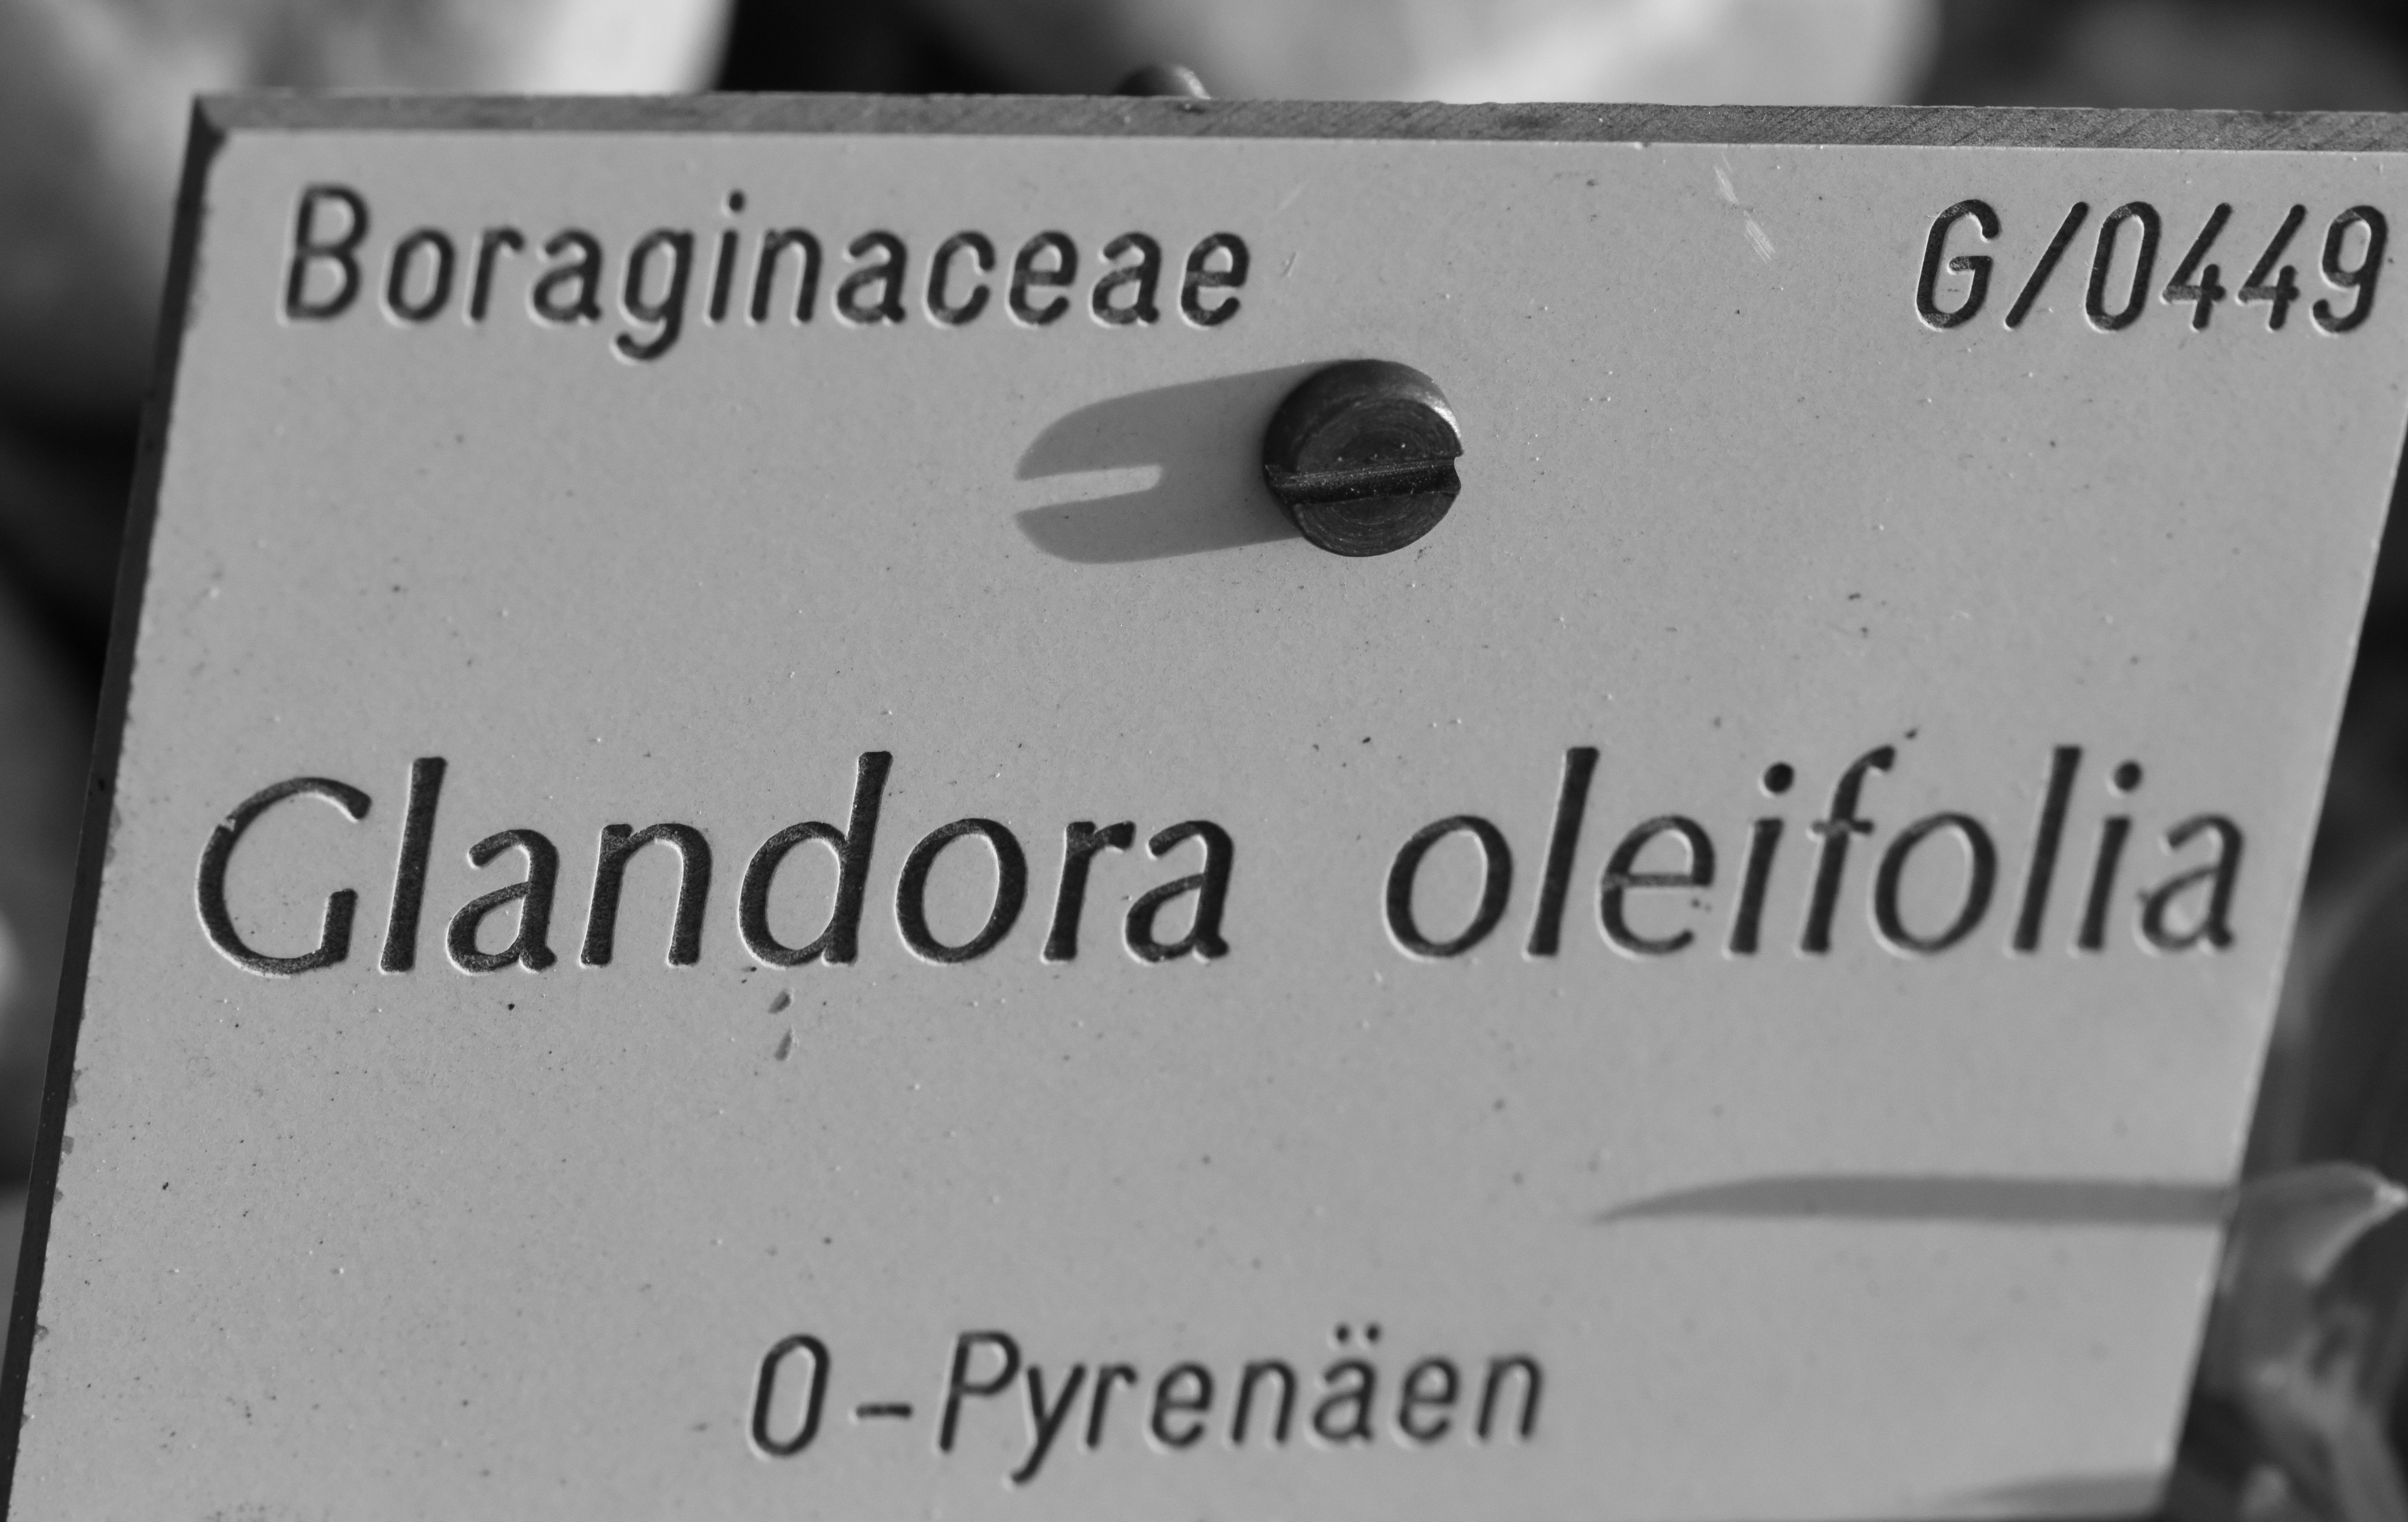 Boraginaceae G/0449
Glandora oleifolia
O-Pyrenäen